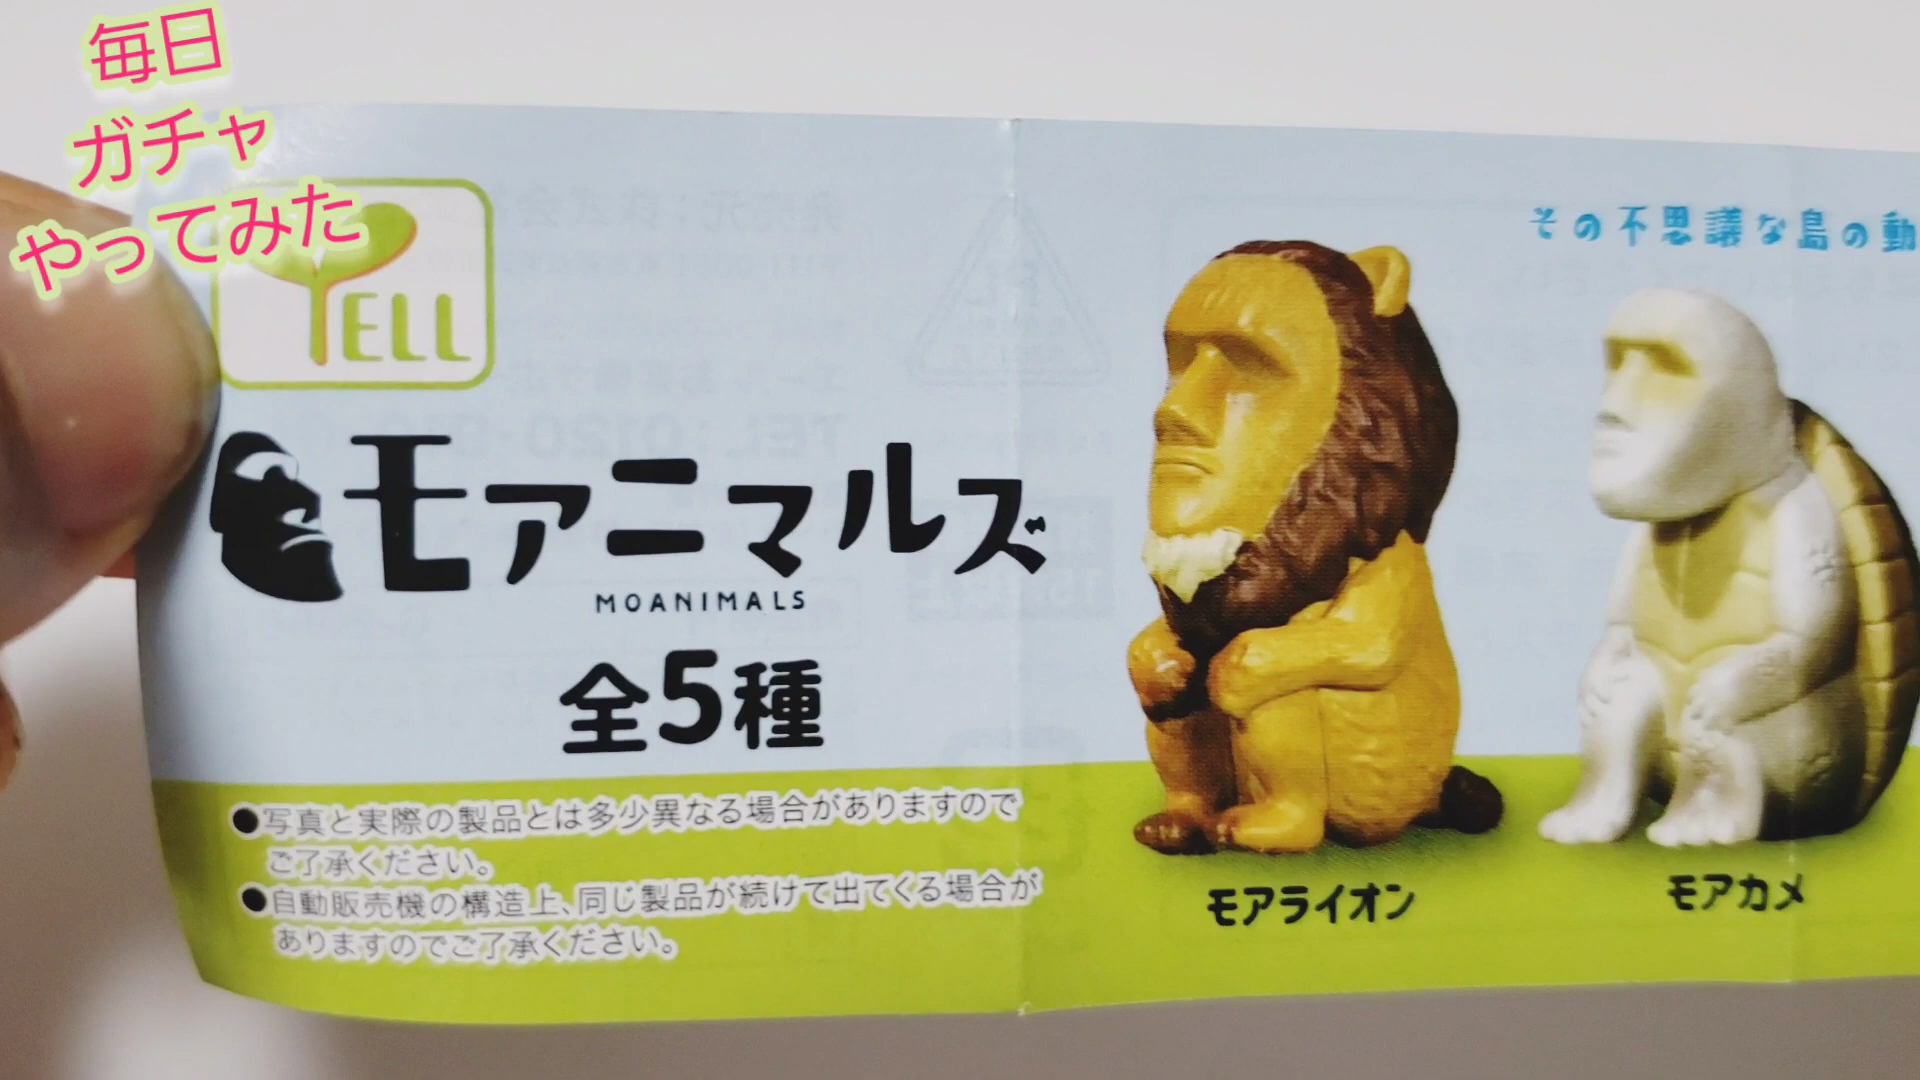 毎日
ガチャ
やってみた
YELL
モアニマルズ
MOANIMALS
全5種
●写真と実際の製品とは多少異なる場合がありますので
ご了承ください。
●自動販売機の構造上、同じ製品が続けて出てくる場合が
ありますのでご了承ください。
その不思議な島の動
モアライオン
モアカメ